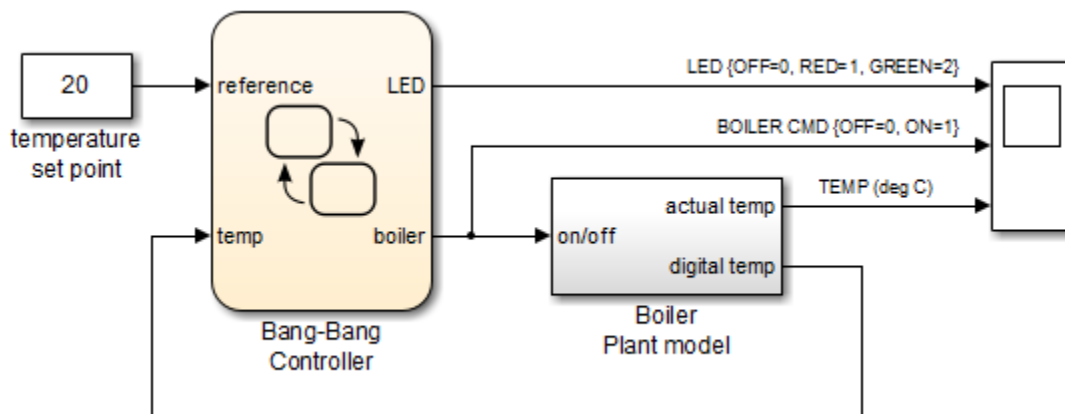 20
temperature
set point
reference
LED
temp
boiler
Bang-Bang
Controller
LED {OFF=0, RED=1, GREEN=2}
BOILER CMD {OFF=0, ON=1}
TEMP (deg C)
actual temp
on/off
digital temp
Boiler
Plant model